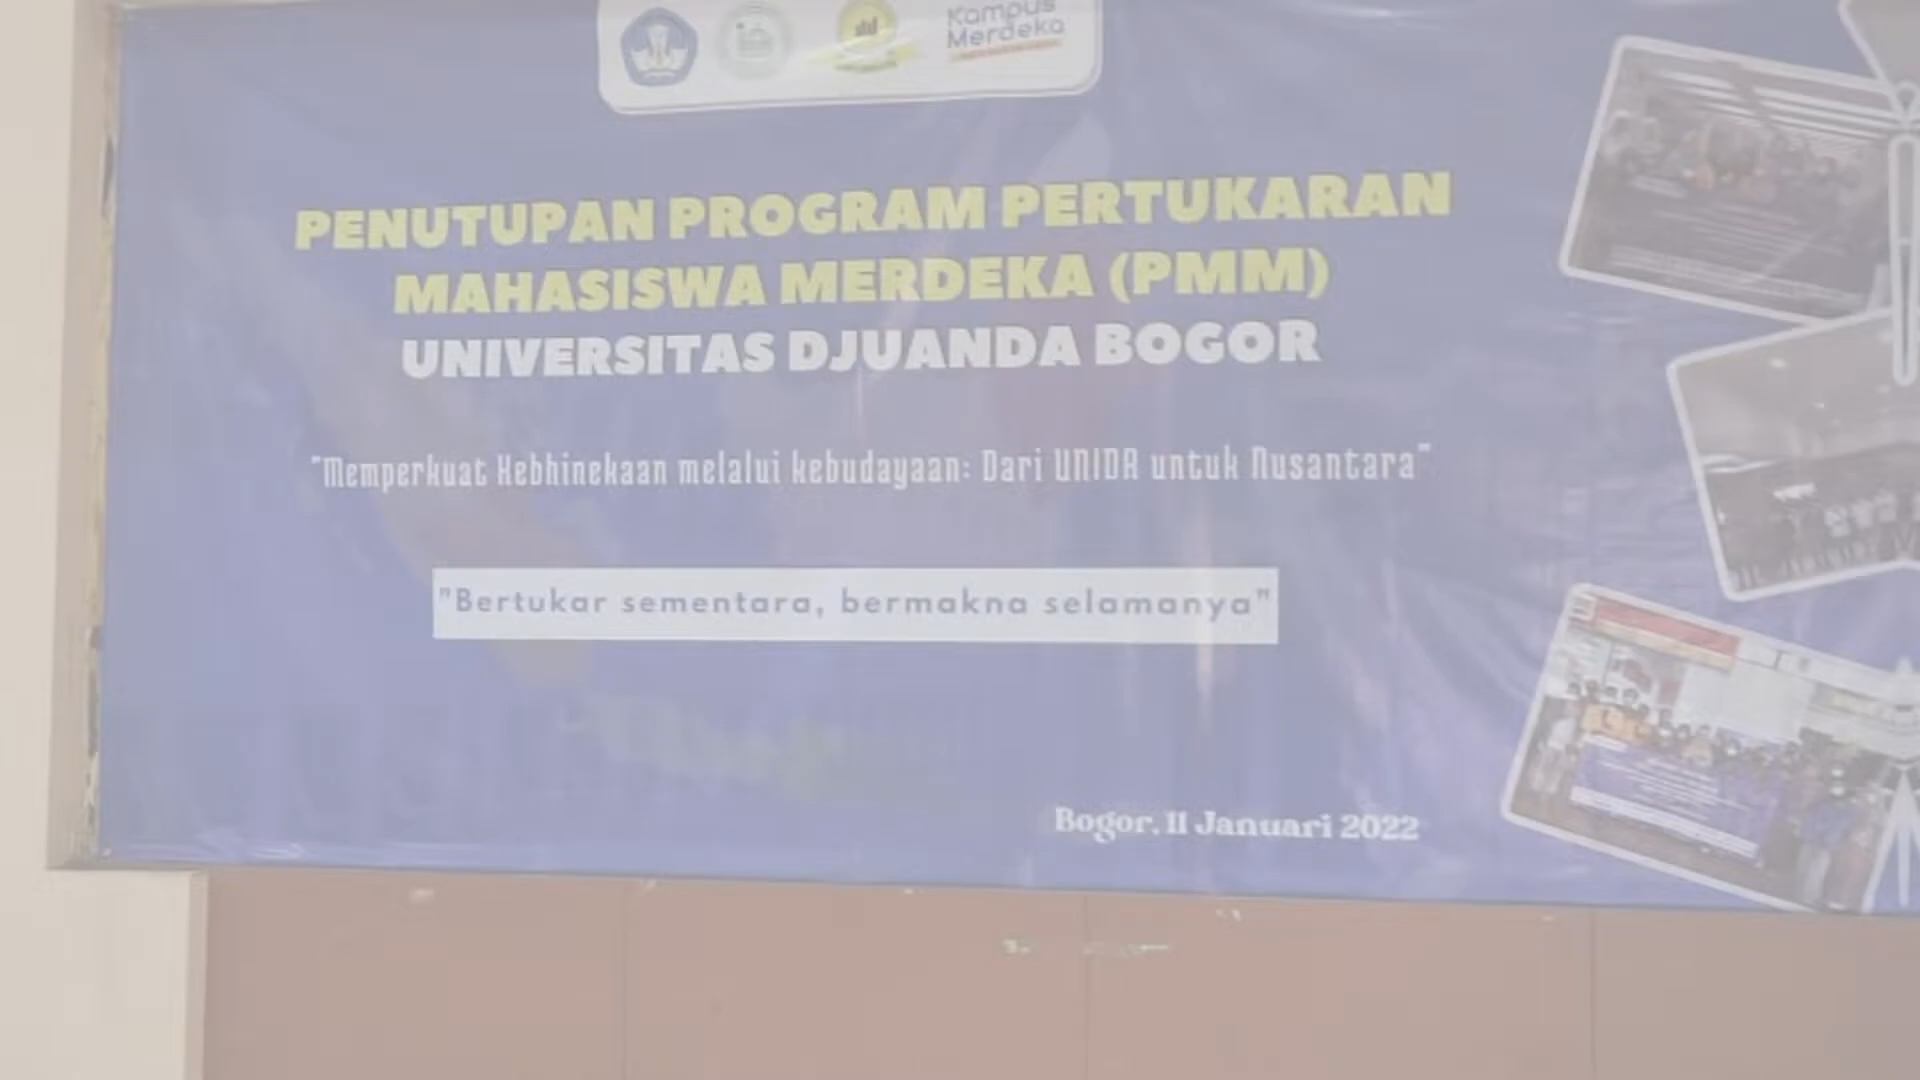 Kampus
Merdeka
PENUTUPAN PROGRAM PERTUKARAN
MAHASISWA MERDEKA (PMM)
UNIVERSITAS DJUANDA BOGOR
"Memperkuat Kebhinekaan melalui kebudayaan: Dari UNIDA untuk Nusantara"
"Bertukar sementara, bermakna selamanya"
Bogor, 11 Januari 2022